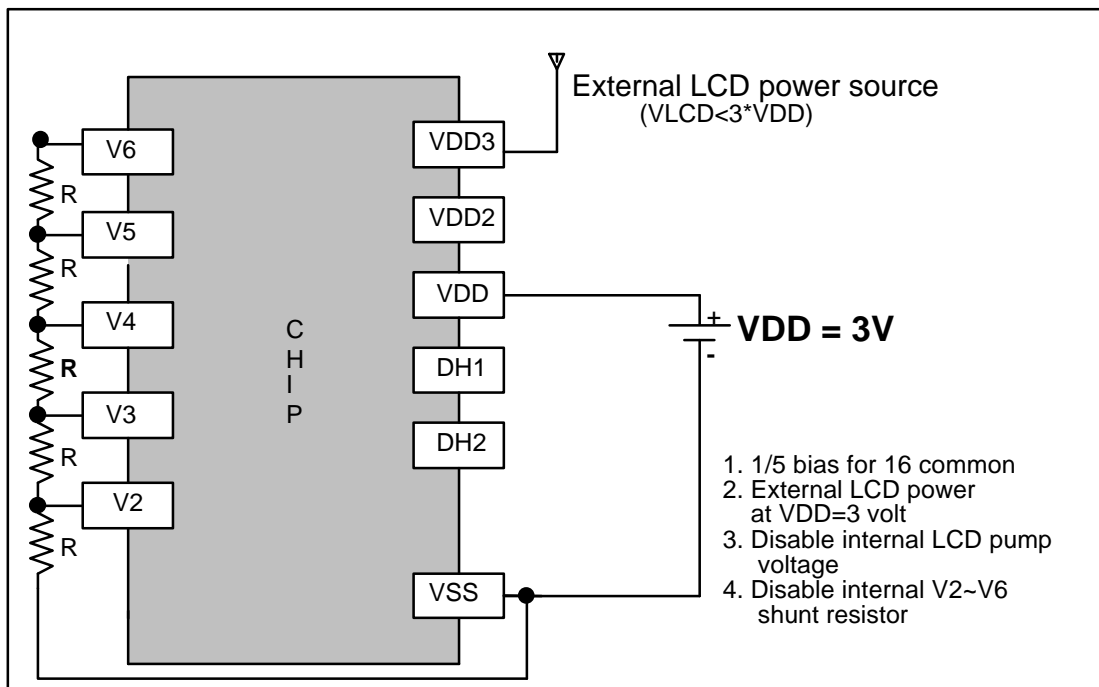 External LCD power source
(VLCD<3*VDD)
V6
VDD3
R
V5
VDD2
R
VDD
V4
CHIP
+
VDD = 3V
-
R
DH1
V3
DH2
R
1. 1/5 bias for 16 common
2. External LCD power
at VDD=3 volt
3. Disable internal LCD pump
voltage
4. Disable internal V2~V6
shunt resistor
V2
R
VSS